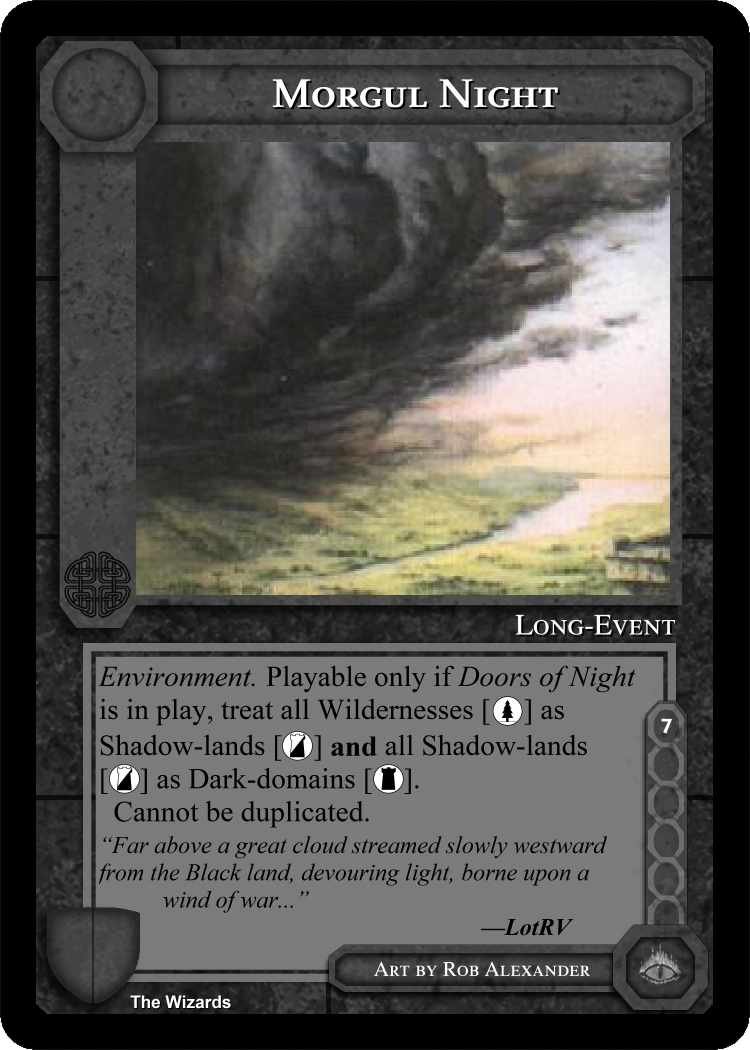 Morgul Night
Long-Event
Environment. Playable only if Doors of Night
is in play, treat all Wildernesses [ ] as
Shadow-lands [ ] and all Shadow-lands
[ ] as Dark-domains [ ].
Cannot be duplicated.
“Far above a great cloud streamed slowly westward
from the Black land, devouring light, borne upon a
wind of war...”
—LotRV
7
Art by Rob Alexander
The Wizards